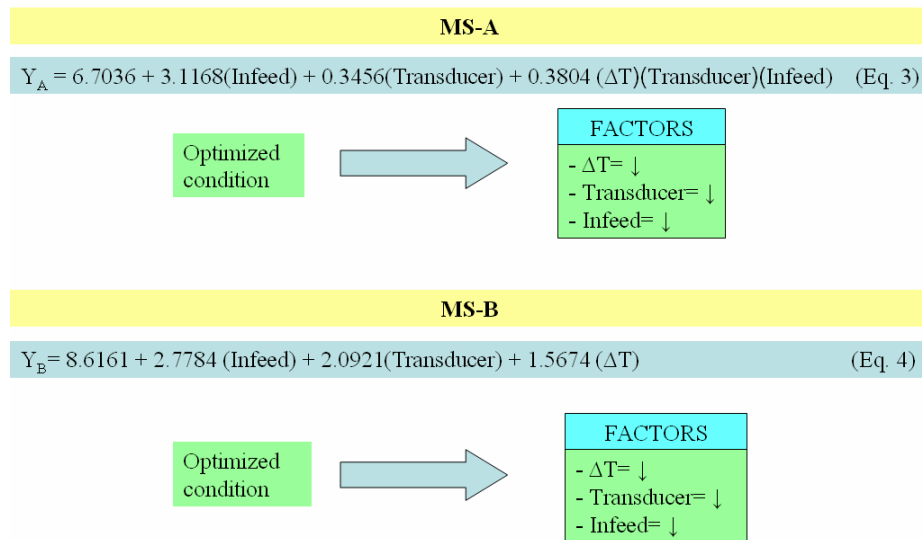 MS-A
Y_A = 6.7036 + 3.1168(Infeed) + 0.3456(Transducer) + 0.3804 (ΔT)(Transducer)(Infeed) (Eq. 3)
Optimized
condition
FACTORS
- ΔT= ↓
- Transducer= ↓
- Infeed= ↓
MS-B
Y_B= 8.6161 + 2.7784 (Infeed) + 2.0921(Transducer) + 1.5674 (ΔT) (Eq. 4)
Optimized
condition
FACTORS
- ΔT= ↓
- Transducer= ↓
- Infeed= ↓